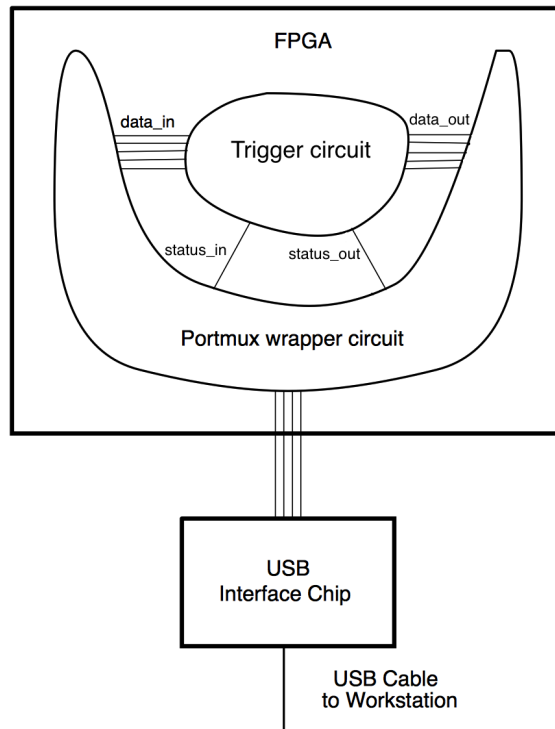 FPGA
data_in
data_out
Trigger circuit
status_in
status_out
Portmux wrapper circuit
USB
Interface Chip
USB Cable
to Workstation